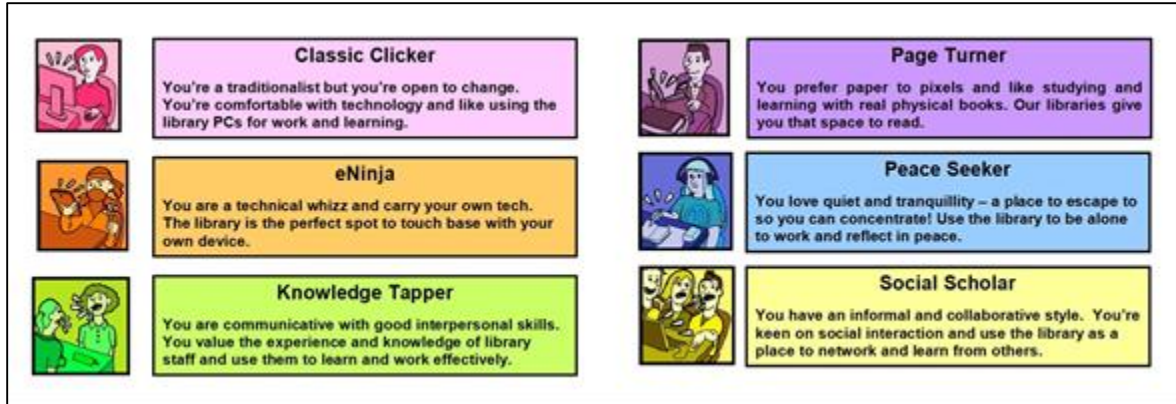 Classic Clicker
You're a traditionalist but you're open to change.
You're comfortable with technology and like using the
library PCs for work and learning.
eNinja
You are a technical whizz and carry your own tech.
The library is the perfect spot to touch base with your
own device.
Knowledge Tapper
You are communicative with good interpersonal skills.
You value the experience and knowledge of library
staff and use them to learn and work effectively.
Page Turner
You prefer paper to pixels and like studying and
learning with real physical books. Our libraries give
you that space to read.
Peace Seeker
You love quiet and tranquillity – a place to escape to
so you can concentrate! Use the library to be alone
to work and reflect in peace.
Social Scholar
You have an informal and collaborative style. You're
keen on social interaction and use the library as a
place to network and learn from others.